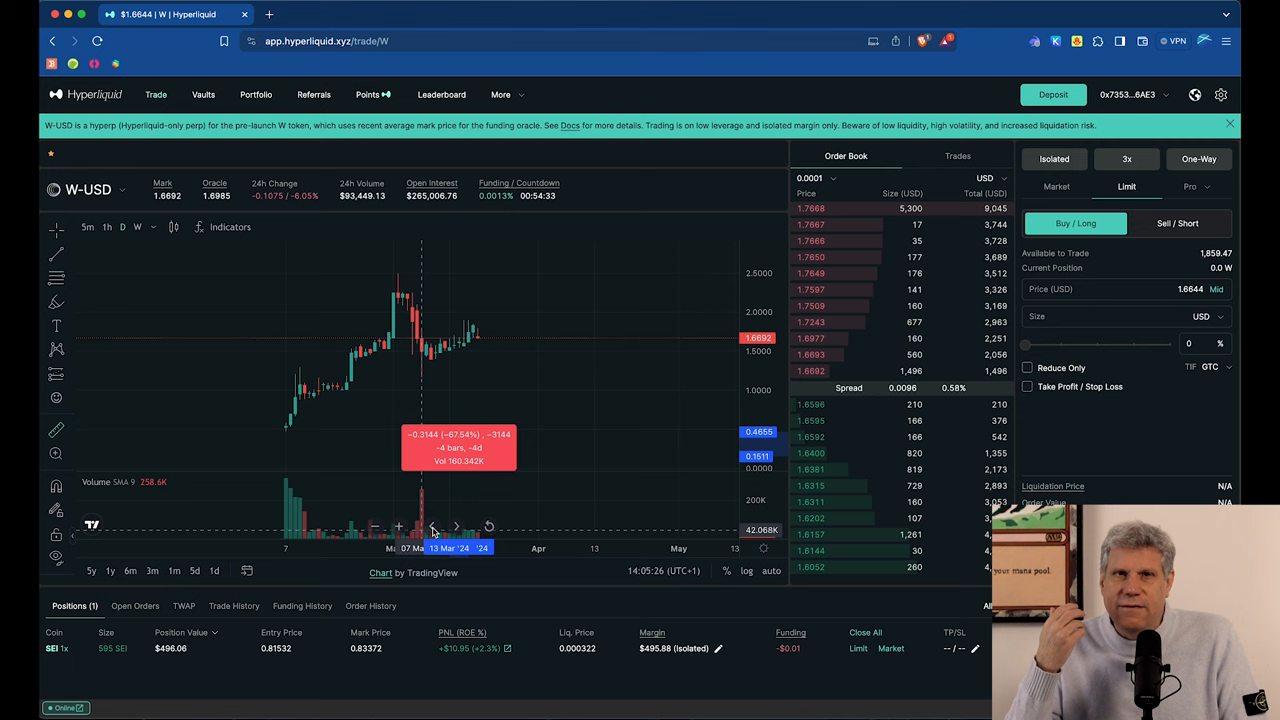 $1.6644 | W | Hyperliquid
app.hyperliquid.xyz/trade/W
VPN
Hyperliquid Trade Vaults Portfolio Referrals Points Leaderboard More Deposit 0x7353...6AE3
W-USD is a hyperp (Hyperliquid-only perp) for the pre-launch W token, which uses recent average mark price for the funding oracle. See Docs for more details. Trading is on low leverage and isolated margin only. Beware of low liquidity, high volatility, and increased liquidation risk.
W-USD
Mark
1.6692
Oracle
1.6985
24h Change
-0.1075 / -6.05%
24h Volume
$93,449.13
Open Interest
$265,006.76
Funding / Countdown
0.0013% 00:54:33
5m 1h D W Indicators
2.5000
2.0000
1.6692
1.5000
1.0000
0.4655
0.1511
0.0000
−0.3144 (−67.54%) , −3144
−4 bars, −4d
Vol 160.342K
Volume SMA 9 258.6K
200K
42.068K
7 07 Ma 13 Mar '24 '24 Apr 13 May 13
5y 1y 6m 3m 1m 5d 1d
14:05:26 (UTC+1) % log auto
Chart by TradingView
Order Book Trades
0.0001 USD
Price Size (USD) Total (USD)
1.7668 5,300 9,045
1.7667 17 3,744
1.7666 35 3,728
1.7650 177 3,689
1.7649 176 3,512
1.7597 141 3,326
1.7509 160 3,169
1.7243 677 2,963
1.6977 160 2,251
1.6693 560 2,056
1.6692 1,496 1,496
Spread 0.0096 0.58%
1.6596 210 210
1.6595 166 376
1.6592 166 542
1.6400 820 1,355
1.6381 819 2,173
1.6315 729 2,893
1.6311 160 3,053
1.6202 108
1.6157 1,261
1.6144 30
1.6052 260
Isolated 3x One-Way
Market Limit Pro
Buy / Long Sell / Short
Available to Trade 1,859.47
Current Position 0.0 W
Price (USD) 1.6644 Mid
Size USD
0 %
Reduce Only TIF GTC
Take Profit / Stop Loss
Liquidation Price N/A
Order Value N/A
your mana pool.
Positions (1) Open Orders TWAP Trade History Funding History Order History
Coin Size Position Value Entry Price Mark Price PNL (ROE %) Liq. Price Margin Funding Close All TP/SL
SEI 1x 595 SEI $496.06 0.81532 0.83372 +$10.95 (+2.3%) 0.000322 $495.88 (Isolated) -$0.01 Limit Market -- / --
Online